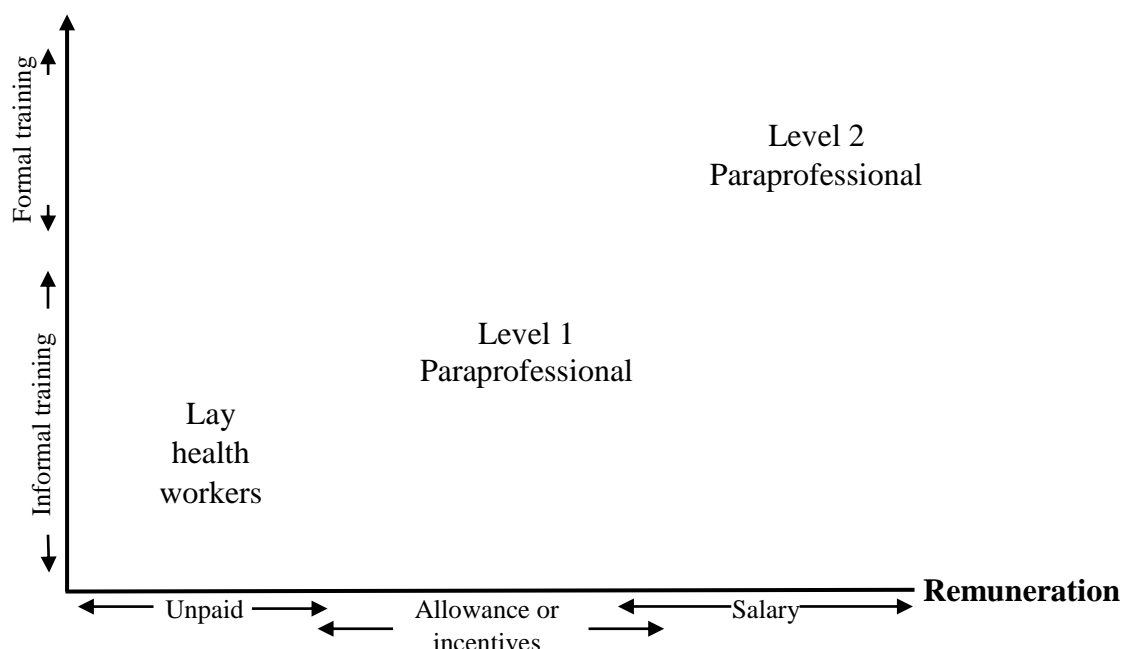 Formal training
Level 2
Paraprofessional
Informal training
Level 1
Paraprofessional
Lay
health
workers
Remuneration
Unpaid
Allowance or
incentives
Salary